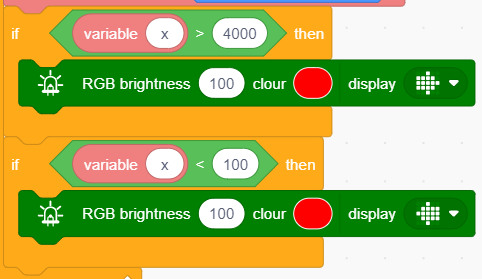 if variable x > 4000 then
RGB brightness 100 clour display
if variable x < 100 then
RGB brightness 100 clour display